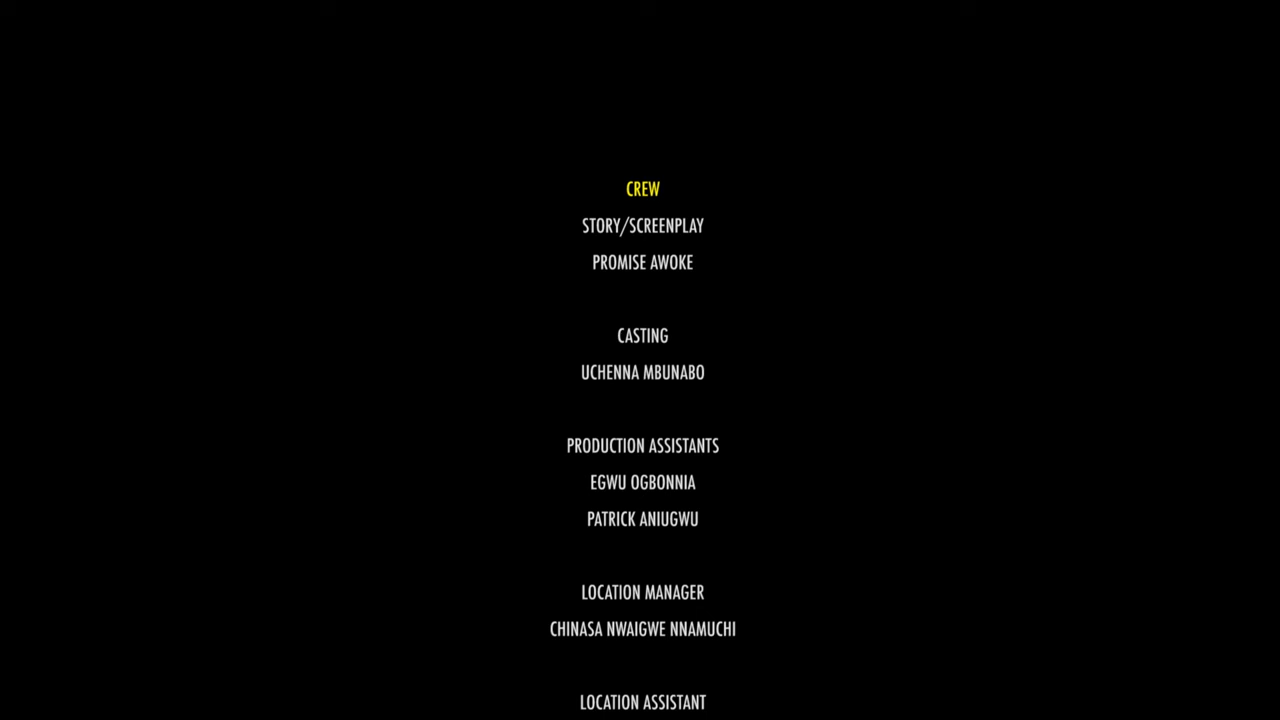 CREW
STORY/SCREENPLAY
PROMISE AWOKE
CASTING
UCHENNA MBUNABO
PRODUCTION ASSISTANTS
EGWU OGBONNIA
PATRICK ANIUGWU
LOCATION MANAGER
CHINASA NWAIGWE NNAMUCHI
LOCATION ASSISTANT